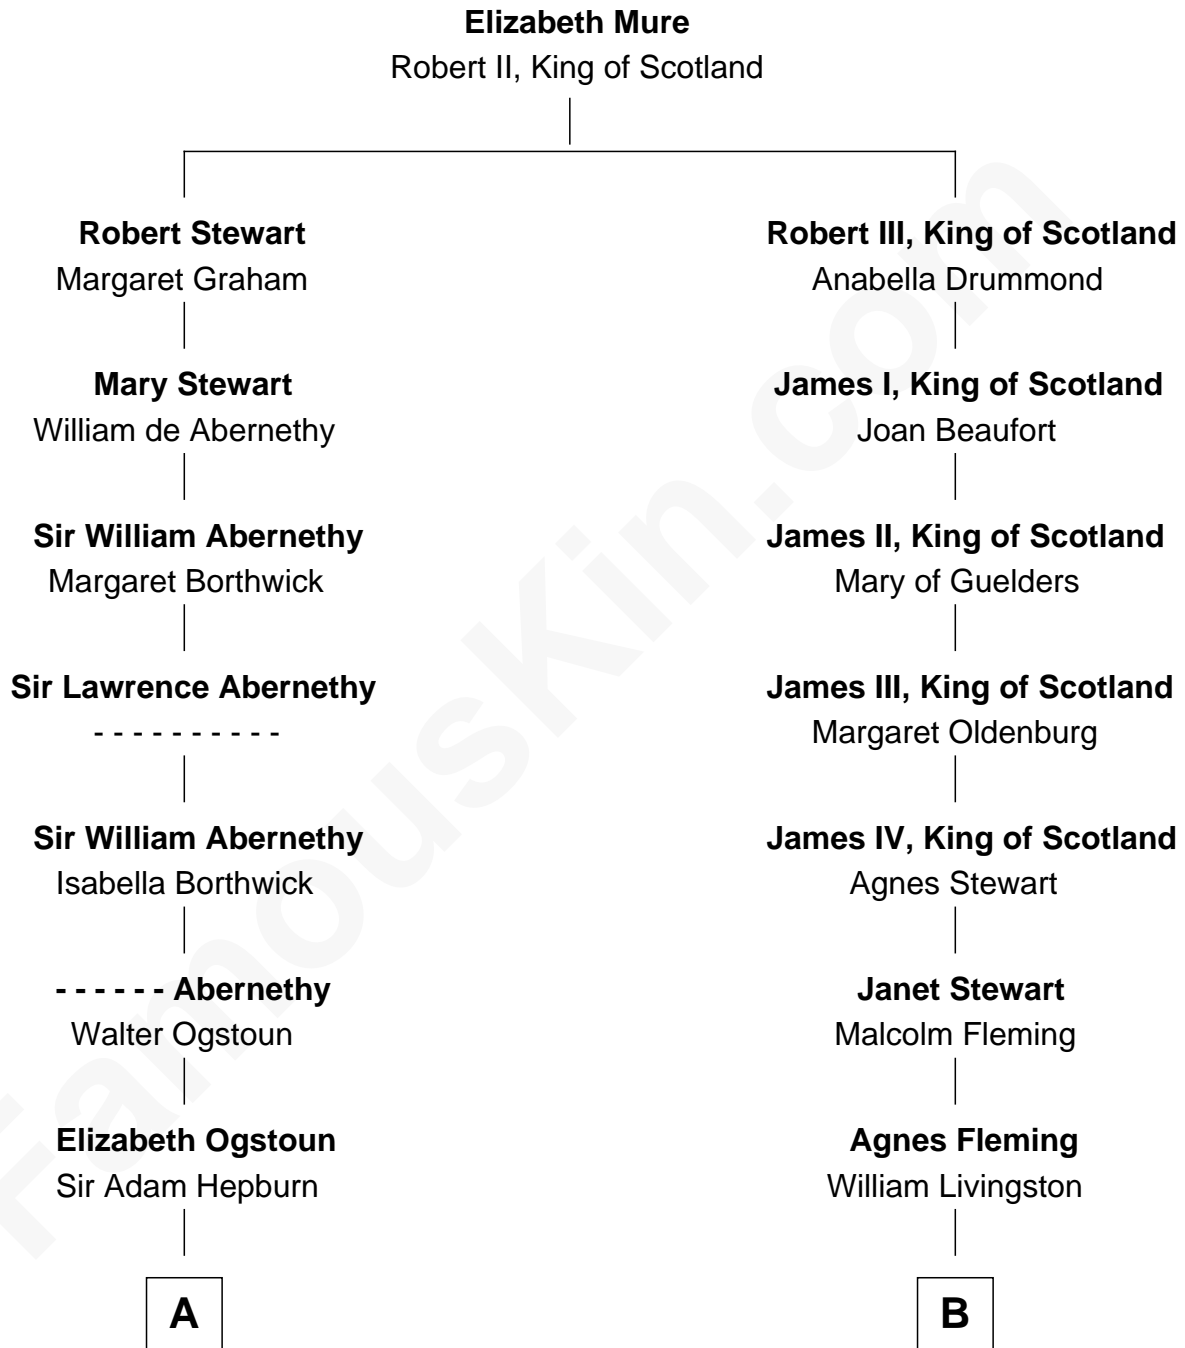 Elizabeth Mure
Robert II, King of Scotland
Robert Stewart
Margaret Graham
Mary Stewart
William de Abernethy
Sir William Abernethy
Margaret Borthwick
Sir Lawrence Abernethy
- - - - - - - - - -
Sir William Abernethy
Isabella Borthwick
- - - - - - Abernethy
Walter Ogstoun
Elizabeth Ogstoun
Sir Adam Hepburn
A
Robert III, King of Scotland
Anabella Drummond
James I, King of Scotland
Joan Beaufort
James II, King of Scotland
Mary of Guelders
James III, King of Scotland
Margaret Oldenburg
James IV, King of Scotland
Agnes Stewart
Janet Stewart
Malcolm Fleming
Agnes Fleming
William Livingston
B
FamousKin.com